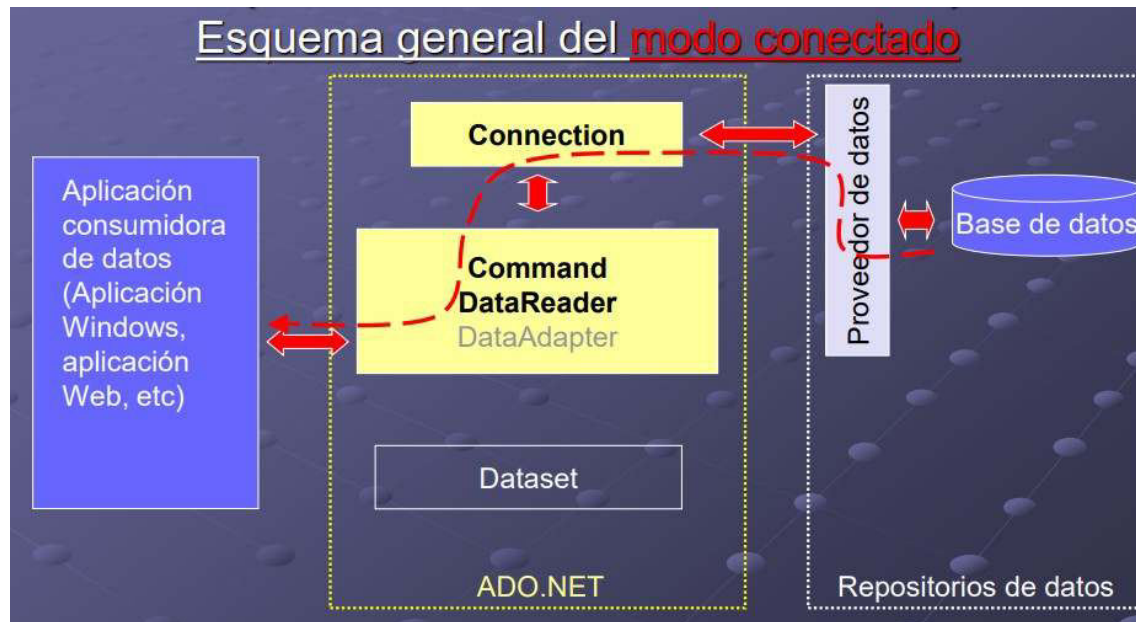 Esquema general del modo conectado
Aplicación
consumidora
de datos
(Aplicación
Windows,
aplicación
Web, etc)
Connection
Command
DataReader
DataAdapter
Dataset
ADO.NET
Proveedor de datos
Base de datos
Repositorios de datos